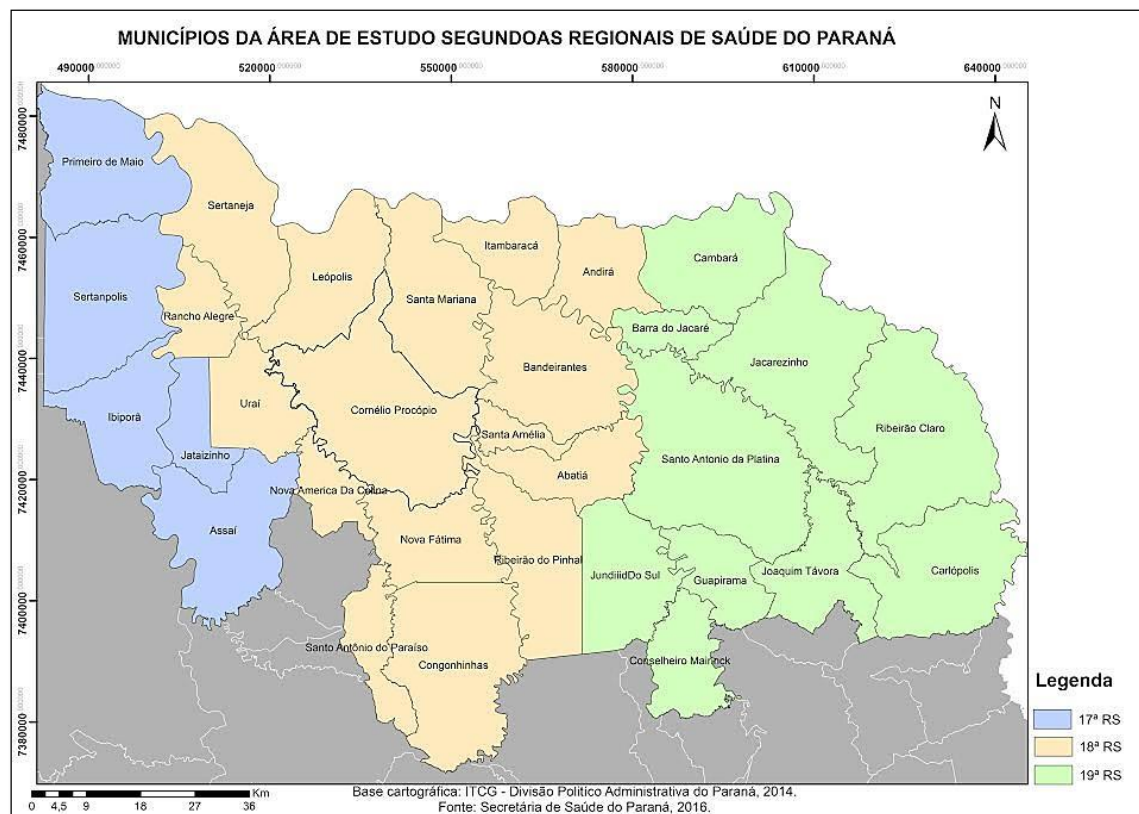 MUNICÍPIOS DA ÁREA DE ESTUDO SEGUNDOAS REGIONAIS DE SAÚDE DO PARANÁ
490000 520000 550000 580000 610000 640000
N
7480000
7460000
7440000
7420000
7400000
7380000
Primeiro de Maio
Sertaneja
Itambaracá
Cambará
Andirá
Leópolis
Sertanpolis
Santa Mariana
Rancho Alegre
Barra do Jacaré
Jacarezinho
Bandeirantes
Uraí
Cornélio Procópio
Ibiporã
Ribeirão Claro
Santa Amélia
Jataizinho
Santo Antonio da Platina
Abatiá
Nova America Da Colina
Assaí
Nova Fátima
Ribeirão do Pinhal
JundiiidDo Sul
Guapirama
Joaquim Távora
Carlópolis
Santo Antônio do Paraíso
Congonhinhas
Conselheiro Mairinck
Legenda
17ª RS
18ª RS
19ª RS
Km
0 4,5 9 18 27 36
Base cartográfica: ITCG - Divisão Politico Administrativa do Paraná, 2014.
Fonte: Secretária de Saúde do Paraná, 2016.